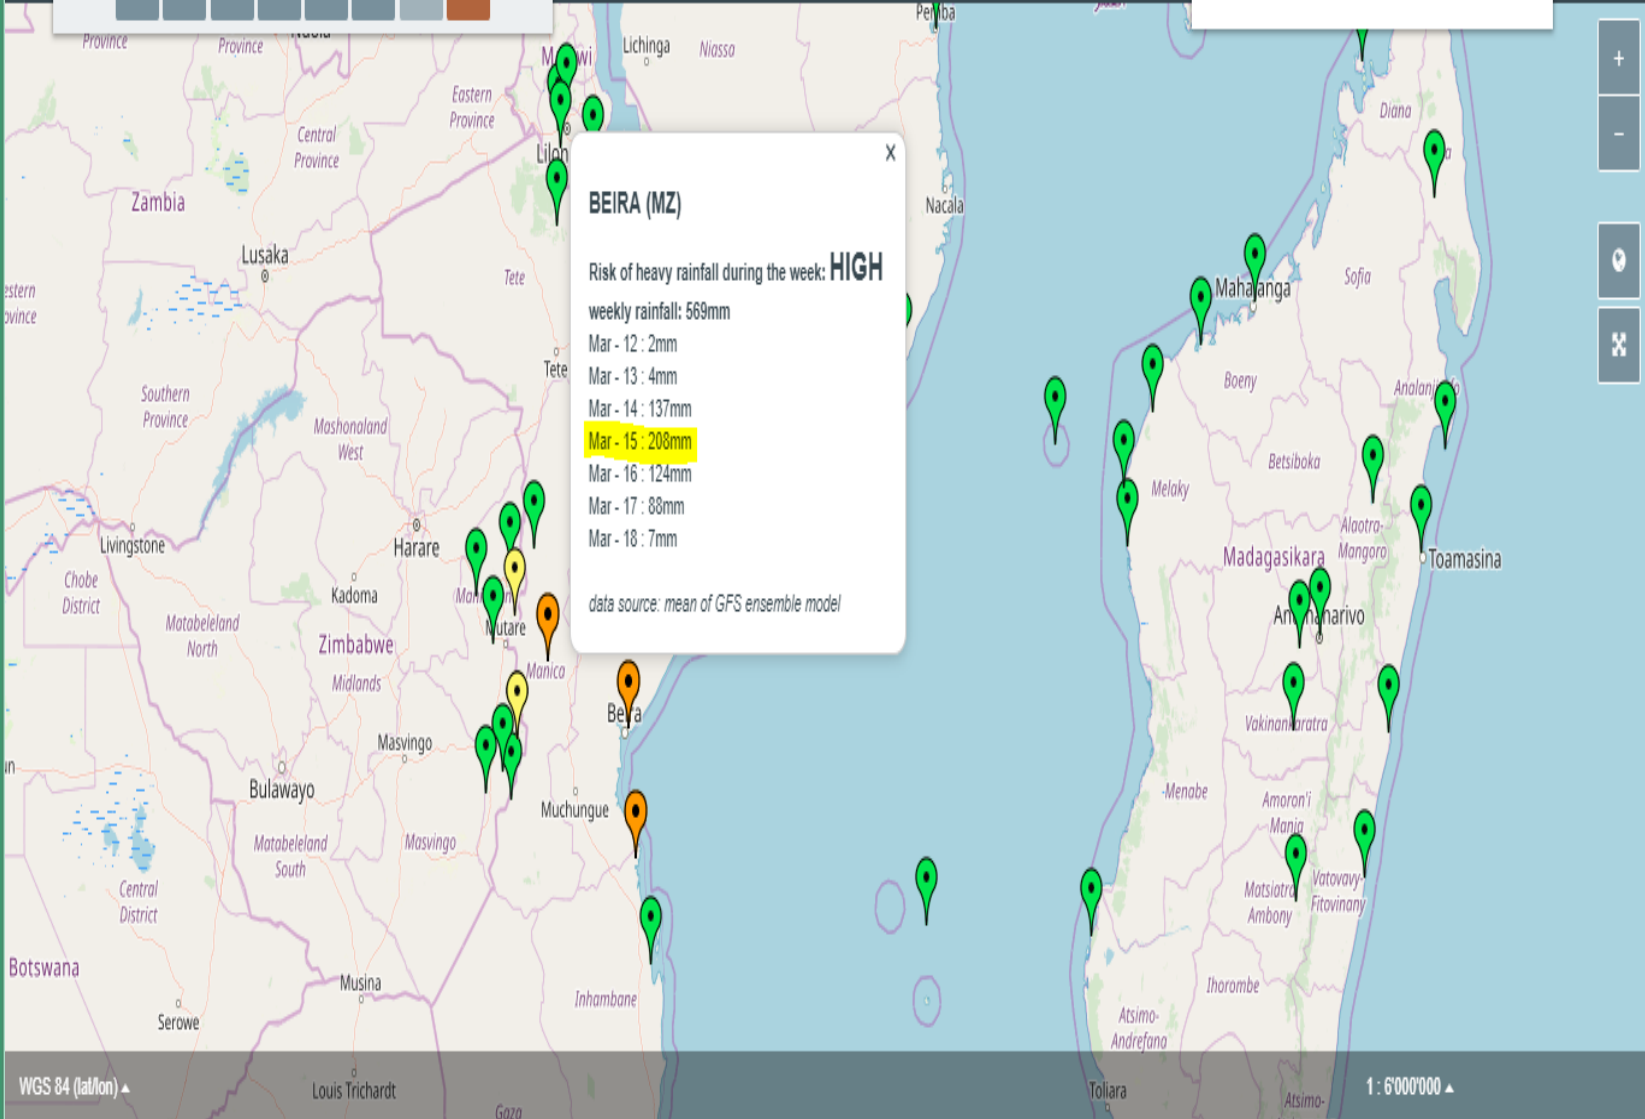 Pemba
Province
Province
Ndola
Lichinga
Niassa
Eastern
Province
Diana
Central
Province
Zambia
Nacala
BEIRA (MZ)
Lusaka
Risk of heavy rainfall during the week: HIGH
weekly rainfall: 569mm
Mar - 12 : 2mm
Mar - 13 : 4mm
Mar - 14 : 137mm
Mar - 15 : 208mm
Mar - 16 : 124mm
Mar - 17 : 88mm
Mar - 18 : 7mm
data source: mean of GFS ensemble model
Tete
Sofia
Mahajanga
Tete
Boeny
Southern
Province
Mashonaland
West
Betsiboka
Melaky
Livingstone
Harare
Alaotra-
Mangoro
Madagasikara
Toamasina
Chobe
District
Kadoma
Matabeleland
North
Mutare
Zimbabwe
Manica
Midlands
Beira
Vakinankaratra
Masvingo
Bulawayo
Muchungue
Menabe
Amoron'i
Mania
Matabeleland
South
Masvingo
Central
District
Matsiatra
Ambony
Vatovavy-
Fitovinany
Botswana
Musina
Inhambane
Ihorombe
Serowe
Atsimo-
Andrefana
WGS 84 (lat/lon)
Louis Trichardt
Gaza
Toliara
1 : 6'000'000
Atsimo-